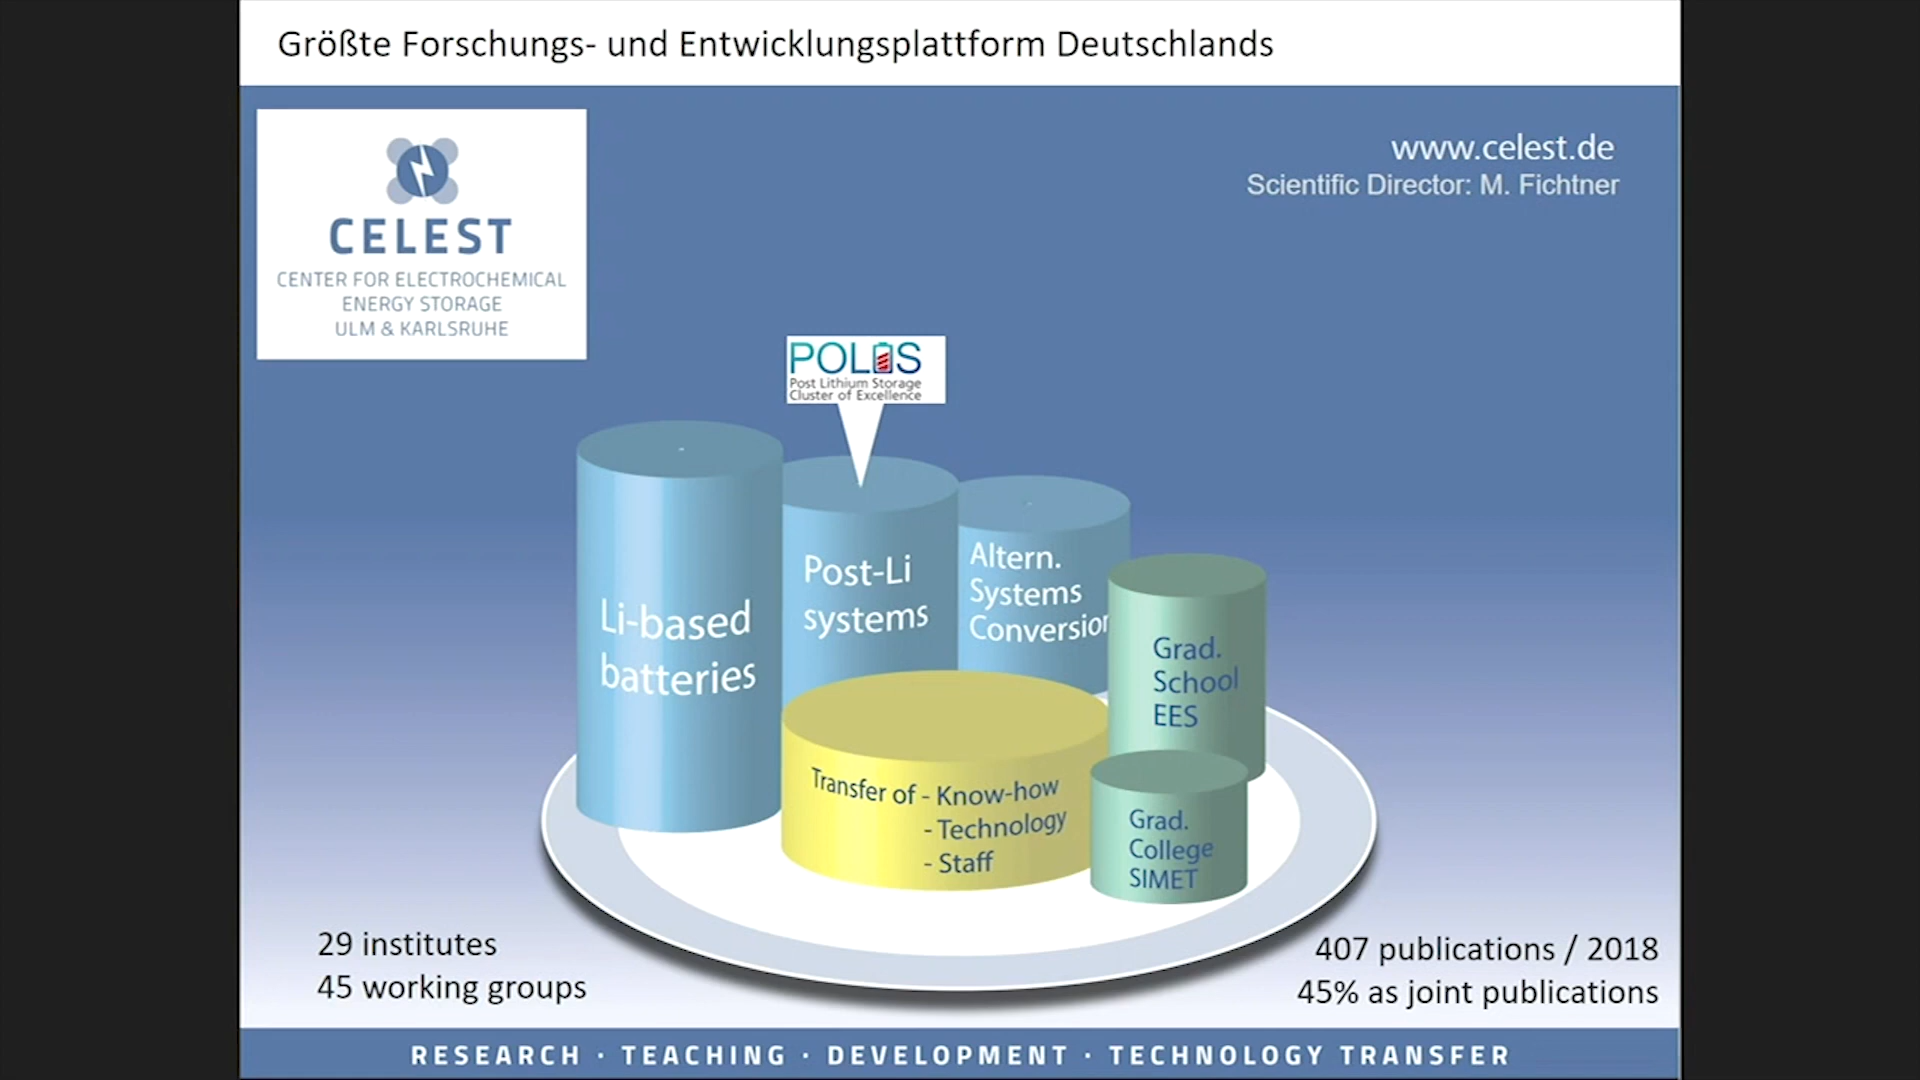 Größte Forschungs- und Entwicklungsplattform Deutschlands
CELEST
CENTER FOR ELECTROCHEMICAL
ENERGY STORAGE
ULM & KARLSRUHE
www.celest.de
Scientific Director: M. Fichtner
POLiS
Post Lithium Storage
Cluster of Excellence
Li-based
batteries
Post-Li
systems
Altern.
Systems
Conversion
Grad.
School
EES
Transfer of - Know-how
- Technology
- Staff
Grad.
College
SIMET
29 institutes
45 working groups
407 publications / 2018
45% as joint publications
RESEARCH · TEACHING · DEVELOPMENT · TECHNOLOGY TRANSFER